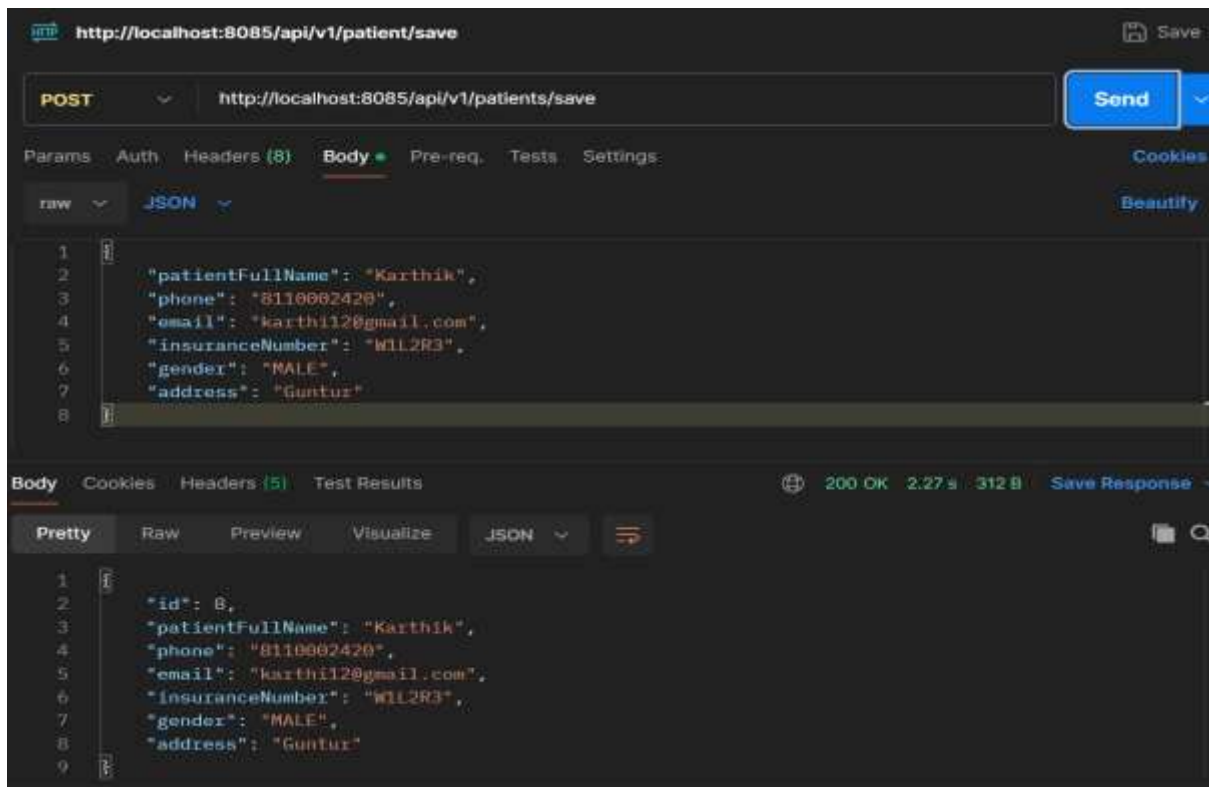 HTTP http://localhost:8085/api/v1/patient/save Save
POST http://localhost:8085/api/v1/patients/save Send
Params Auth Headers (8) Body Pre-req. Tests Settings Cookies
raw JSON Beautify
1 {
2 "patientFullName": "Karthik",
3 "phone": "8110002420",
4 "email": "karthi12@gmail.com",
5 "insuranceNumber": "W1L2R3",
6 "gender": "MALE",
7 "address": "Guntur"
8 }
Body Cookies Headers (5) Test Results 200 OK 2.27 s 312 B Save Response
Pretty Raw Preview Visualize JSON
1 {
2 "id": 8,
3 "patientFullName": "Karthik",
4 "phone": "8110002420",
5 "email": "karthi12@gmail.com",
6 "insuranceNumber": "W1L2R3",
7 "gender": "MALE",
8 "address": "Guntur"
9 }